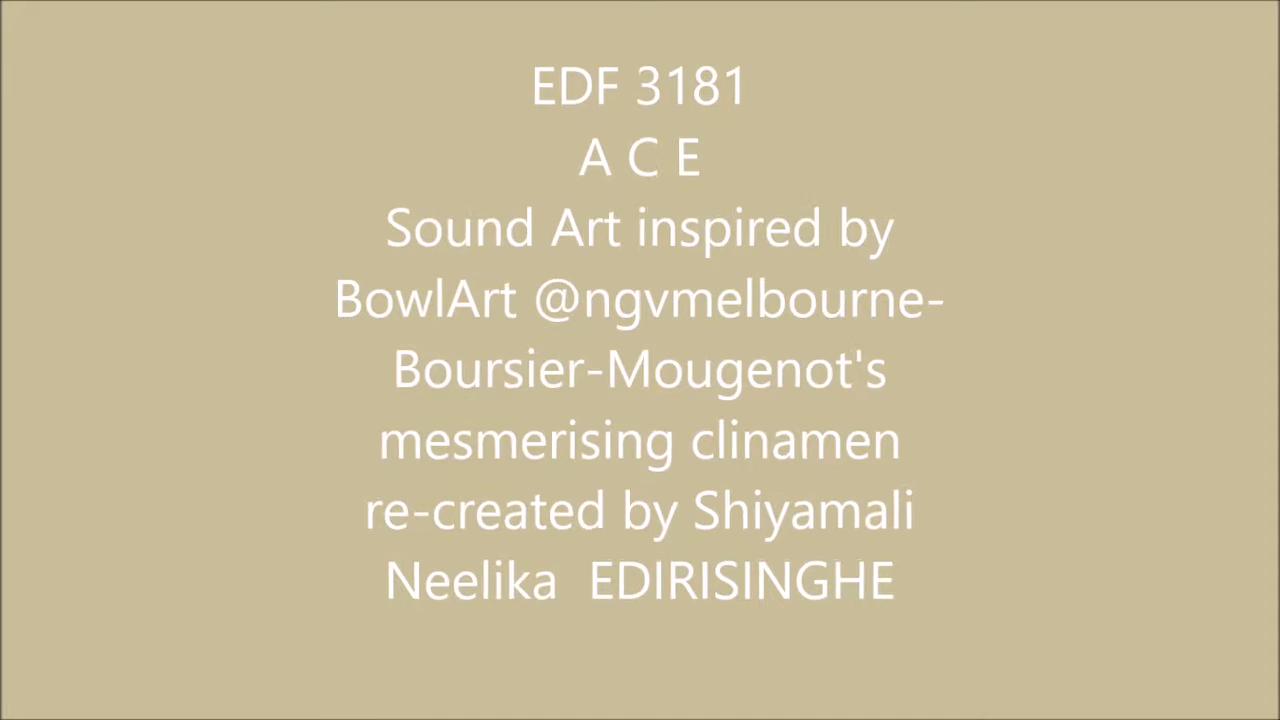 EDF 3181
A C E
Sound Art inspired by
BowlArt @ngvmelbourne-
Boursier-Mougenot's
mesmerising clinamen
re-created by Shiyamali
Neelika  EDIRISINGHE